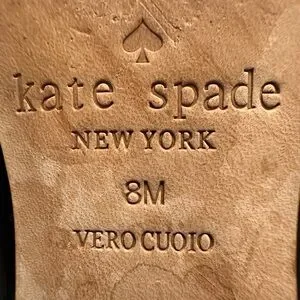 kate spade
NEW YORK
8M
VERO CUOIO